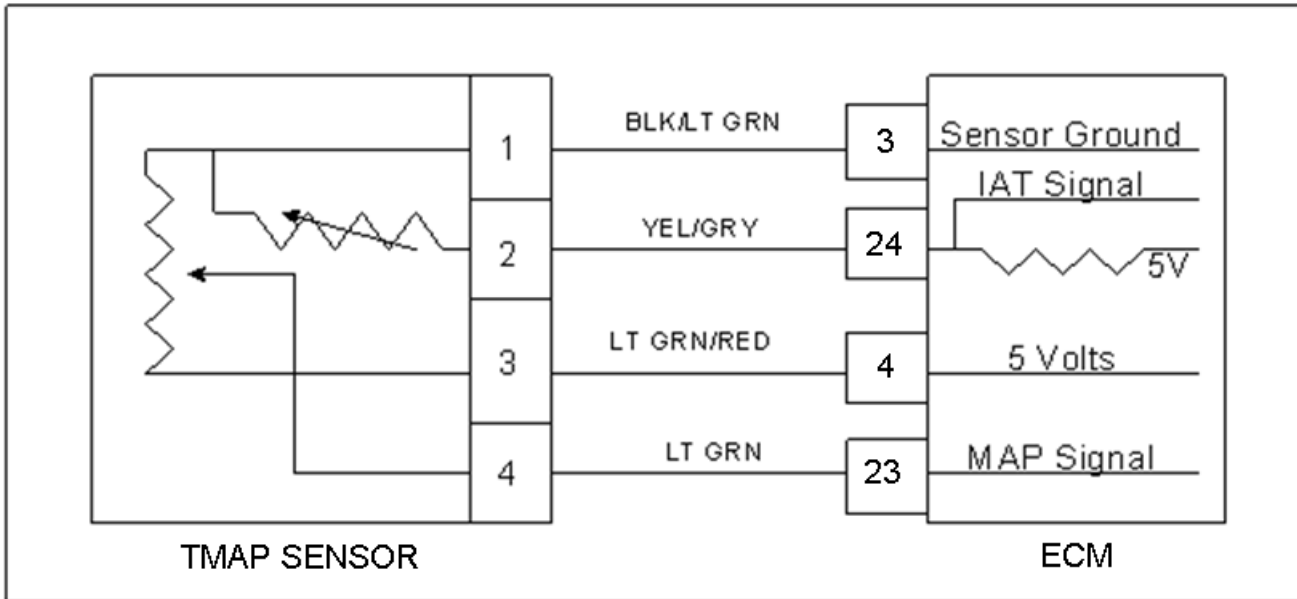 BLK/LT GRN
1
3
Sensor Ground
IAT Signal
YEL/GRY
2
24
5V
LT GRN/RED
3
4
5 Volts
LT GRN
4
23
MAP Signal
TMAP SENSOR
ECM